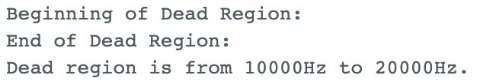 Beginning of Dead Region:
End of Dead Region:
Dead region is from 10000Hz to 20000Hz.